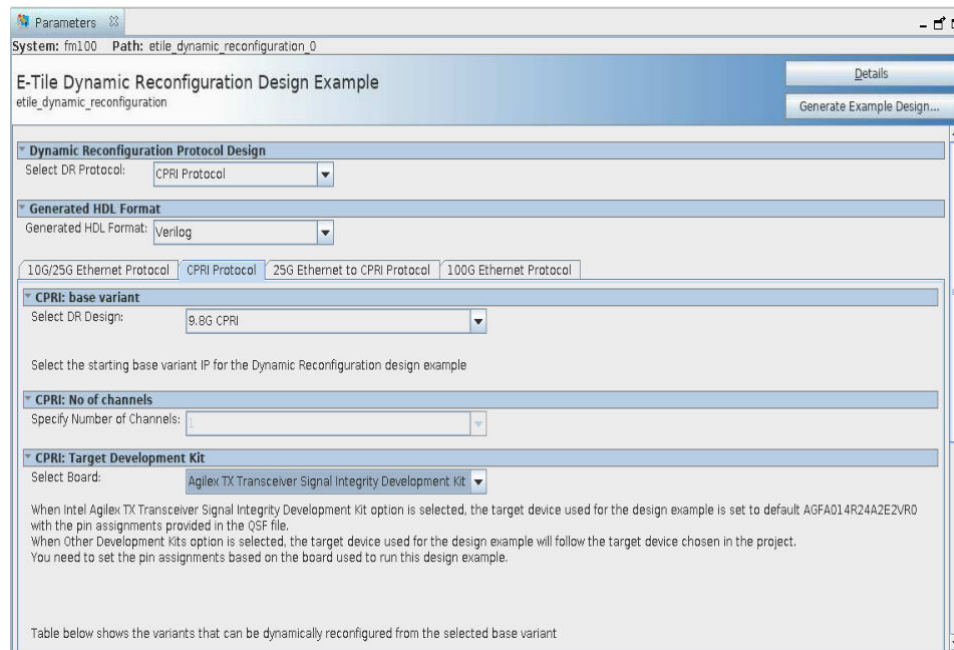 Parameters
System: fm100 Path: etile_dynamic_reconfiguration_0
E-Tile Dynamic Reconfiguration Design Example
etile_dynamic_reconfiguration
Details
Generate Example Design...
Dynamic Reconfiguration Protocol Design
Select DR Protocol: CPRI Protocol
Generated HDL Format
Generated HDL Format: Verilog
10G/25G Ethernet Protocol CPRI Protocol 25G Ethernet to CPRI Protocol 100G Ethernet Protocol
CPRI: base variant
Select DR Design: 9.8G CPRI
Select the starting base variant IP for the Dynamic Reconfiguration design example
CPRI: No of channels
Specify Number of Channels: 1
CPRI: Target Development Kit
Select Board: Agilex TX Transceiver Signal Integrity Development Kit
When Intel Agilex TX Transceiver Signal Integrity Development Kit option is selected, the target device used for the design example is set to default AGFA014R24A2E2VR0
with the pin assignments provided in the QSF file.
When Other Development Kits option is selected, the target device used for the design example will follow the target device chosen in the project.
You need to set the pin assignments based on the board used to run this design example.
Table below shows the variants that can be dynamically reconfigured from the selected base variant